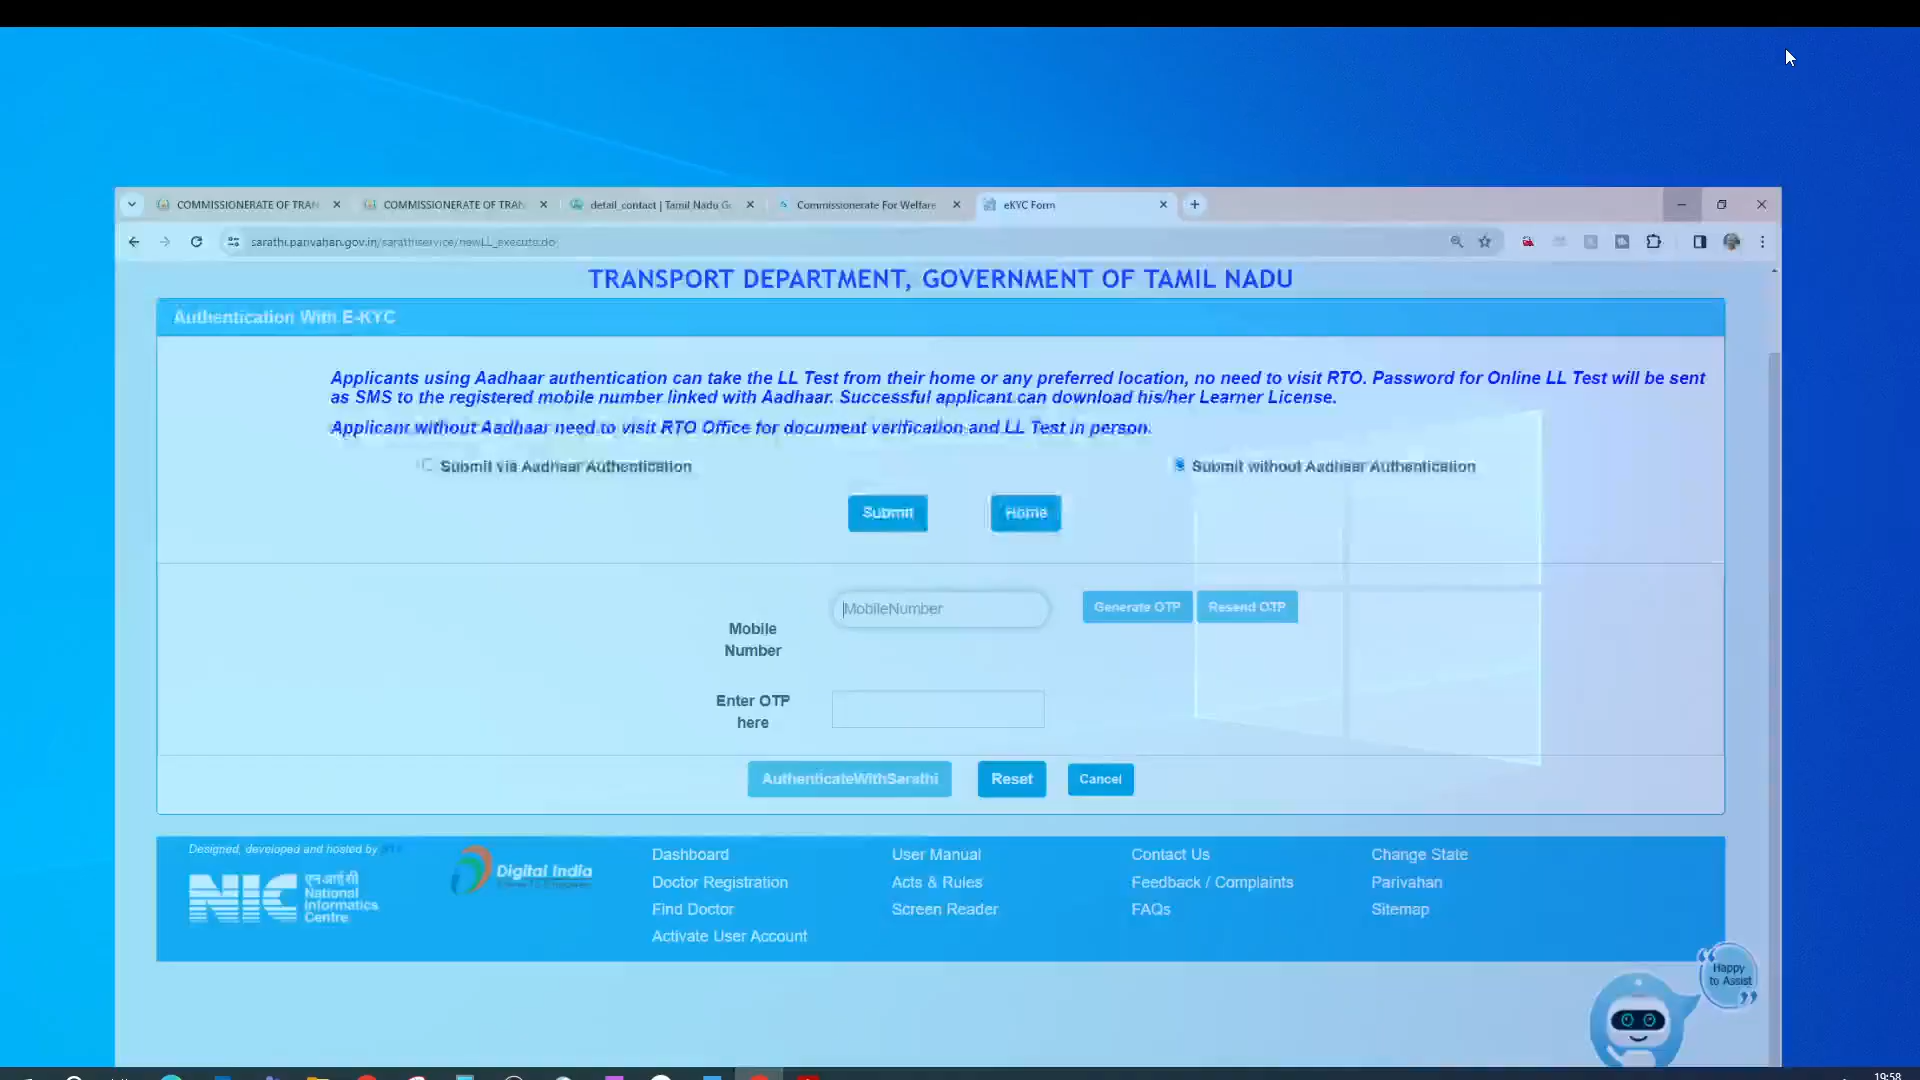 COMMISSIONERATE OF TRAN
COMMISSIONERATE OF TRAN
detail_contact | Tamil Nadu Go
Commissionerate For Welfare
eKYC Form
sarathi.parivahan.gov.in/sarathiservice/newLL_execute.do
TRANSPORT DEPARTMENT, GOVERNMENT OF TAMIL NADU
Authentication With E-KYC
Applicants using Aadhaar authentication can take the LL Test from their home or any preferred location, no need to visit RTO. Password for Online LL Test will be sent
as SMS to the registered mobile number linked with Aadhaar. Successful applicant can download his/her Learner License.
Applicant without Aadhaar need to visit RTO Office for document verification and LL Test in person.
Submit via Aadhaar Authentication
Submit without Aadhaar Authentication
Submit
Home
MobileNumber
Generate OTP
Resend OTP
Mobile
Number
Enter OTP
here
AuthenticateWithSarathi
Reset
Cancel
Designed, developed and hosted by
NIC
एन आई सी
National
Informatics
Centre
Digital India
Dashboard
User Manual
Contact Us
Change State
Doctor Registration
Acts & Rules
Feedback / Complaints
Parivahan
Find Doctor
Screen Reader
FAQs
Sitemap
Activate User Account
Happy
to Assist
19:58